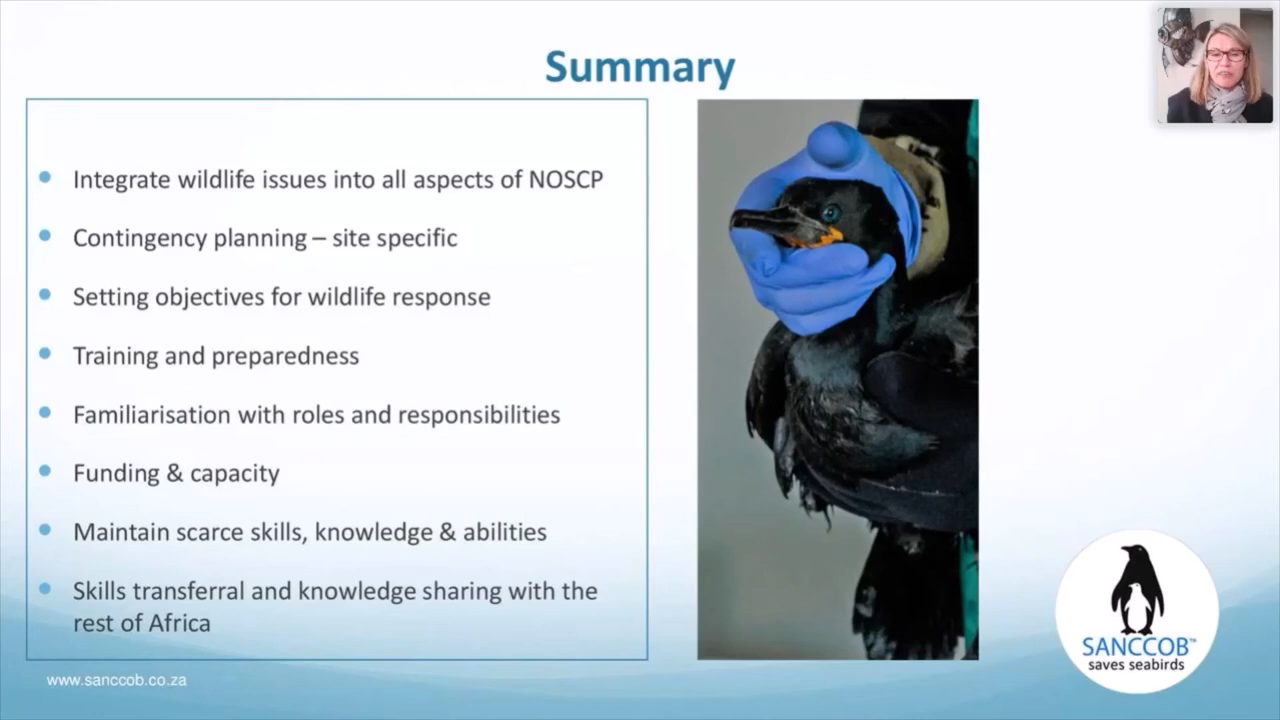 Summary
Integrate wildlife issues into all aspects of NOSCP
Contingency planning – site specific
Setting objectives for wildlife response
Training and preparedness
Familiarisation with roles and responsibilities
Funding & capacity
Maintain scarce skills, knowledge & abilities
Skills transferral and knowledge sharing with the
rest of Africa
www.sanccob.co.za
SANCCOB™
saves seabirds